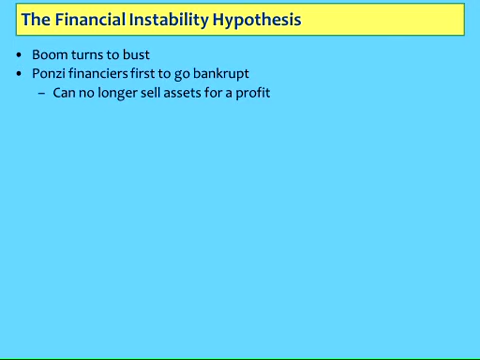 The Financial Instability Hypothesis
• Boom turns to bust
• Ponzi financiers first to go bankrupt
– Can no longer sell assets for a profit